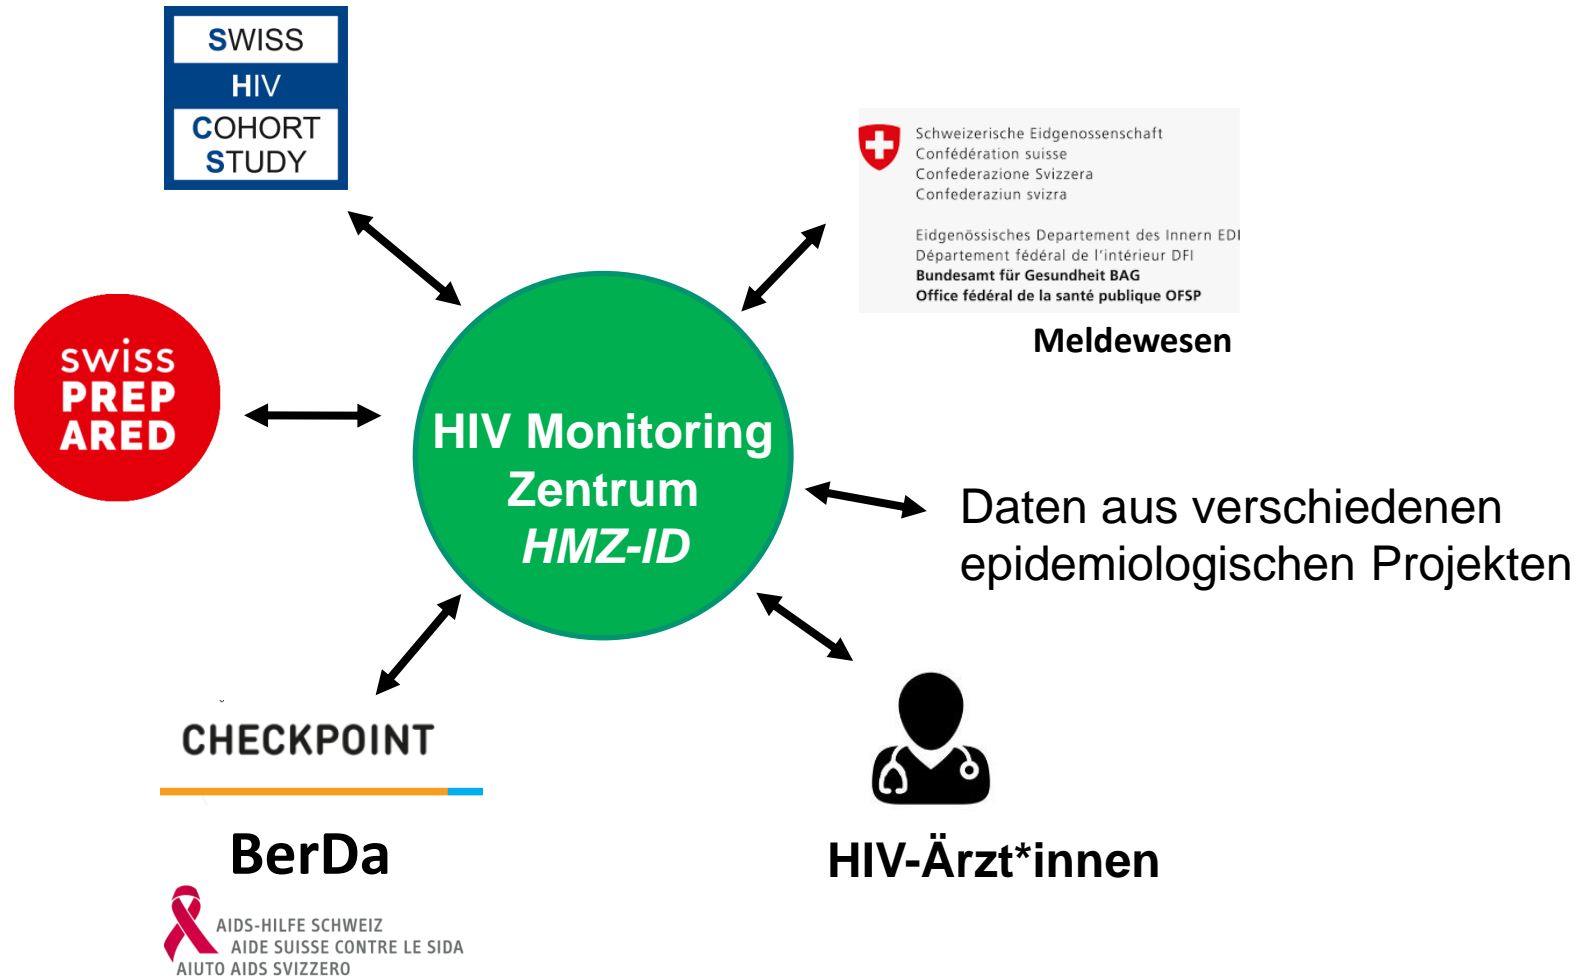 SWISS
HIV
COHORT
STUDY
Schweizerische Eidgenossenschaft
Confédération suisse
Confederazione Svizzera
Confederaziun svizra
Eidgenössisches Departement des Innern EDI
Département fédéral de l'intérieur DFI
Bundesamt für Gesundheit BAG
Office fédéral de la santé publique OFSP
Meldewesen
swiss
PREP
ARED
HIV Monitoring
Zentrum
HMZ-ID
Daten aus verschiedenen
epidemiologischen Projekten
CHECKPOINT
BerDa
AIDS-HILFE SCHWEIZ
AIDE SUISSE CONTRE LE SIDA
AIUTO AIDS SVIZZERO
HIV-Ärzt*innen